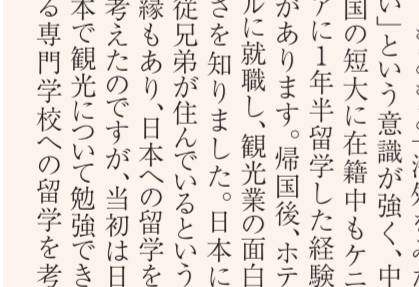 い」という意識が強く、中
国の短大に在籍中もケニ
アに1年半留学した経験
があります。帰国後、ホテ
ルに就職し、観光業の面白
さを知りました。日本に
従兄弟が住んでいるという
縁もあり、日本への留学を
考えたのですが、当初は日
本で観光について勉強でき
る専門学校への留学を考